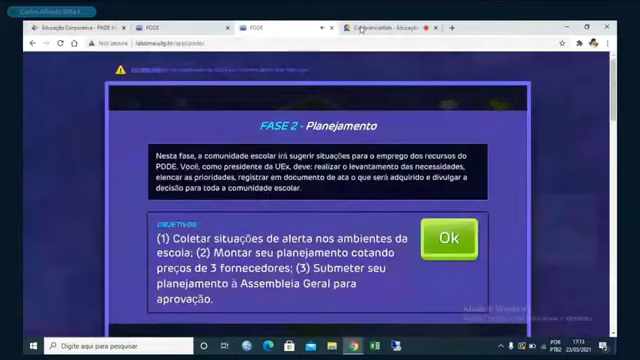 Carlos Alfredo Sitta F...
Educação Corporativa - FNDE M
PDDE
PDDE
ConferênciaWeb - Educação
Not secure
FASE 2 - Planejamento
Nesta fase, a comunidade escolar irá sugerir situações para o emprego dos recursos do
PDDE. Você, como presidente da UEx, deve: realizar o levantamento das necessidades,
elencar as prioridades, registrar em documento de ata o que será adquirido e divulgar a
decisão para toda a comunidade escolar.
OBJETIVOS
(1) Coletar situações de alerta nos ambientes da
escola; (2) Montar seu planejamento cotando
preços de 3 fornecedores; (3) Submeter seu
planejamento à Assembleia Geral para
aprovação.
Ok
Digite aqui para pesquisar
POR
PTB2
17:13
23/03/2021